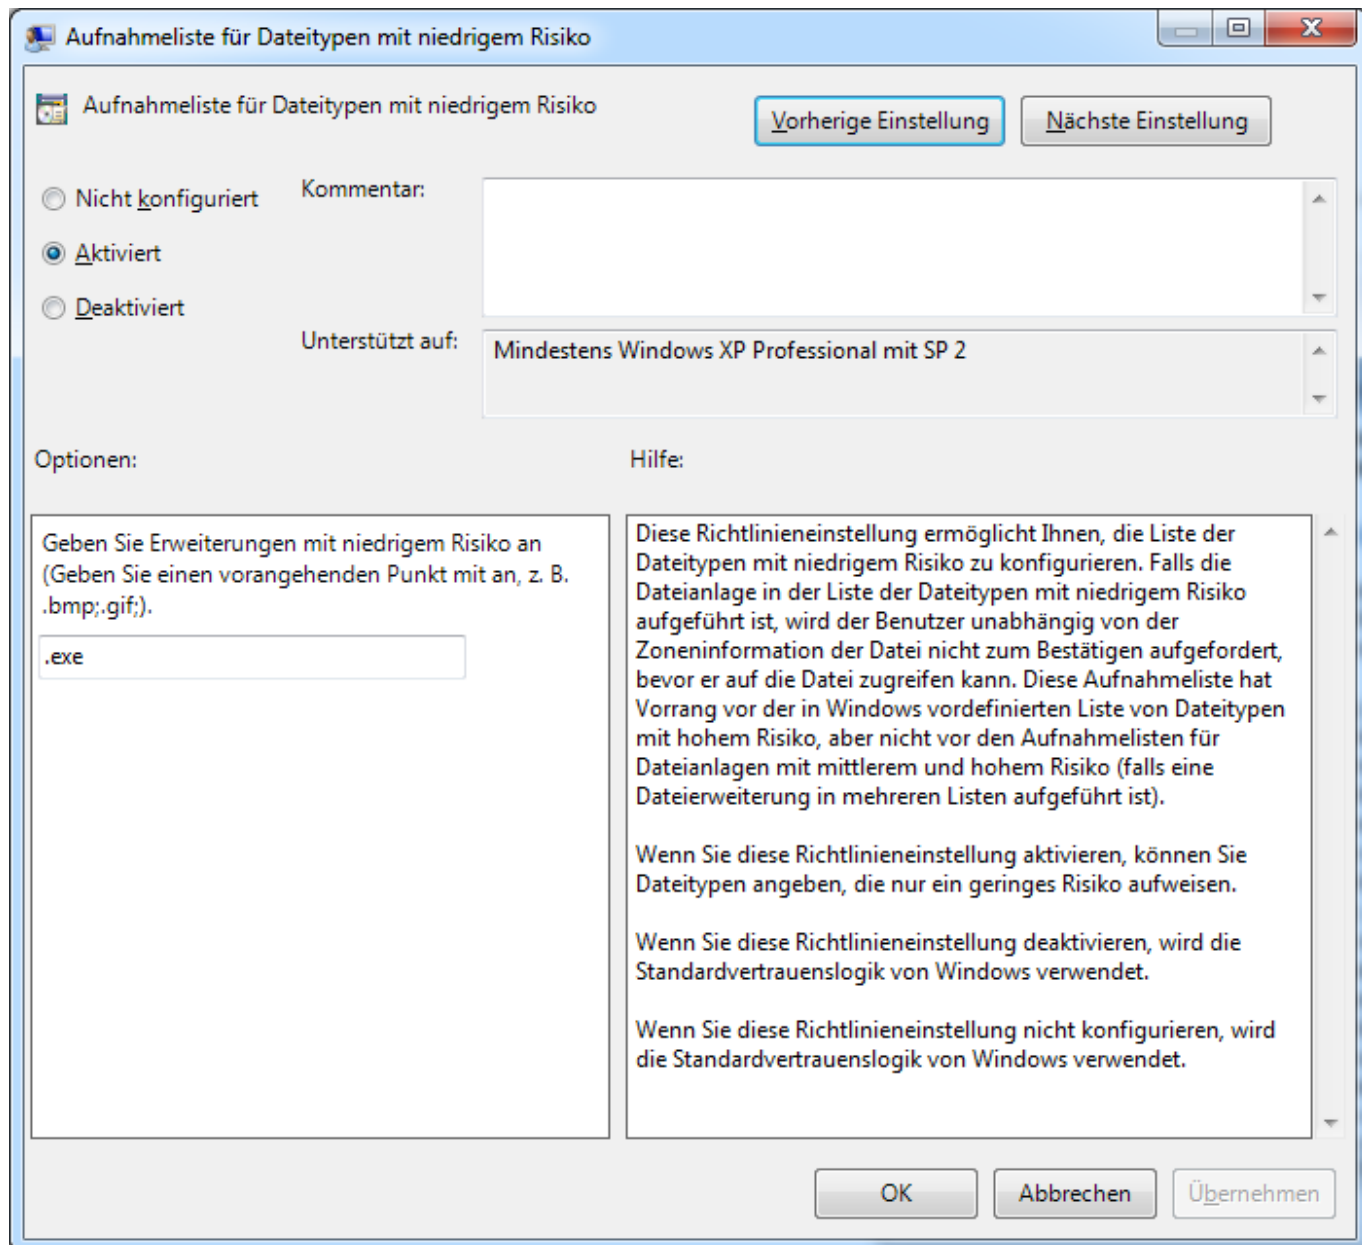 Aufnahmeliste für Dateitypen mit niedrigem Risiko
Aufnahmeliste für Dateitypen mit niedrigem Risiko
Vorherige Einstellung
Nächste Einstellung
Nicht konfiguriert
Aktiviert
Deaktiviert
Kommentar:
Unterstützt auf:
Mindestens Windows XP Professional mit SP 2
Optionen:
Hilfe:
Geben Sie Erweiterungen mit niedrigem Risiko an
(Geben Sie einen vorangehenden Punkt mit an, z. B.
.bmp;.gif;).
.exe
Diese Richtlinieneinstellung ermöglicht Ihnen, die Liste der
Dateitypen mit niedrigem Risiko zu konfigurieren. Falls die
Dateianlage in der Liste der Dateitypen mit niedrigem Risiko
aufgeführt ist, wird der Benutzer unabhängig von der
Zoneninformation der Datei nicht zum Bestätigen aufgefordert,
bevor er auf die Datei zugreifen kann. Diese Aufnahmeliste hat
Vorrang vor der in Windows vordefinierten Liste von Dateitypen
mit hohem Risiko, aber nicht vor den Aufnahmelisten für
Dateianlagen mit mittlerem und hohem Risiko (falls eine
Dateierweiterung in mehreren Listen aufgeführt ist).
Wenn Sie diese Richtlinieneinstellung aktivieren, können Sie
Dateitypen angeben, die nur ein geringes Risiko aufweisen.
Wenn Sie diese Richtlinieneinstellung deaktivieren, wird die
Standardvertrauenslogik von Windows verwendet.
Wenn Sie diese Richtlinieneinstellung nicht konfigurieren, wird
die Standardvertrauenslogik von Windows verwendet.
OK
Abbrechen
Übernehmen